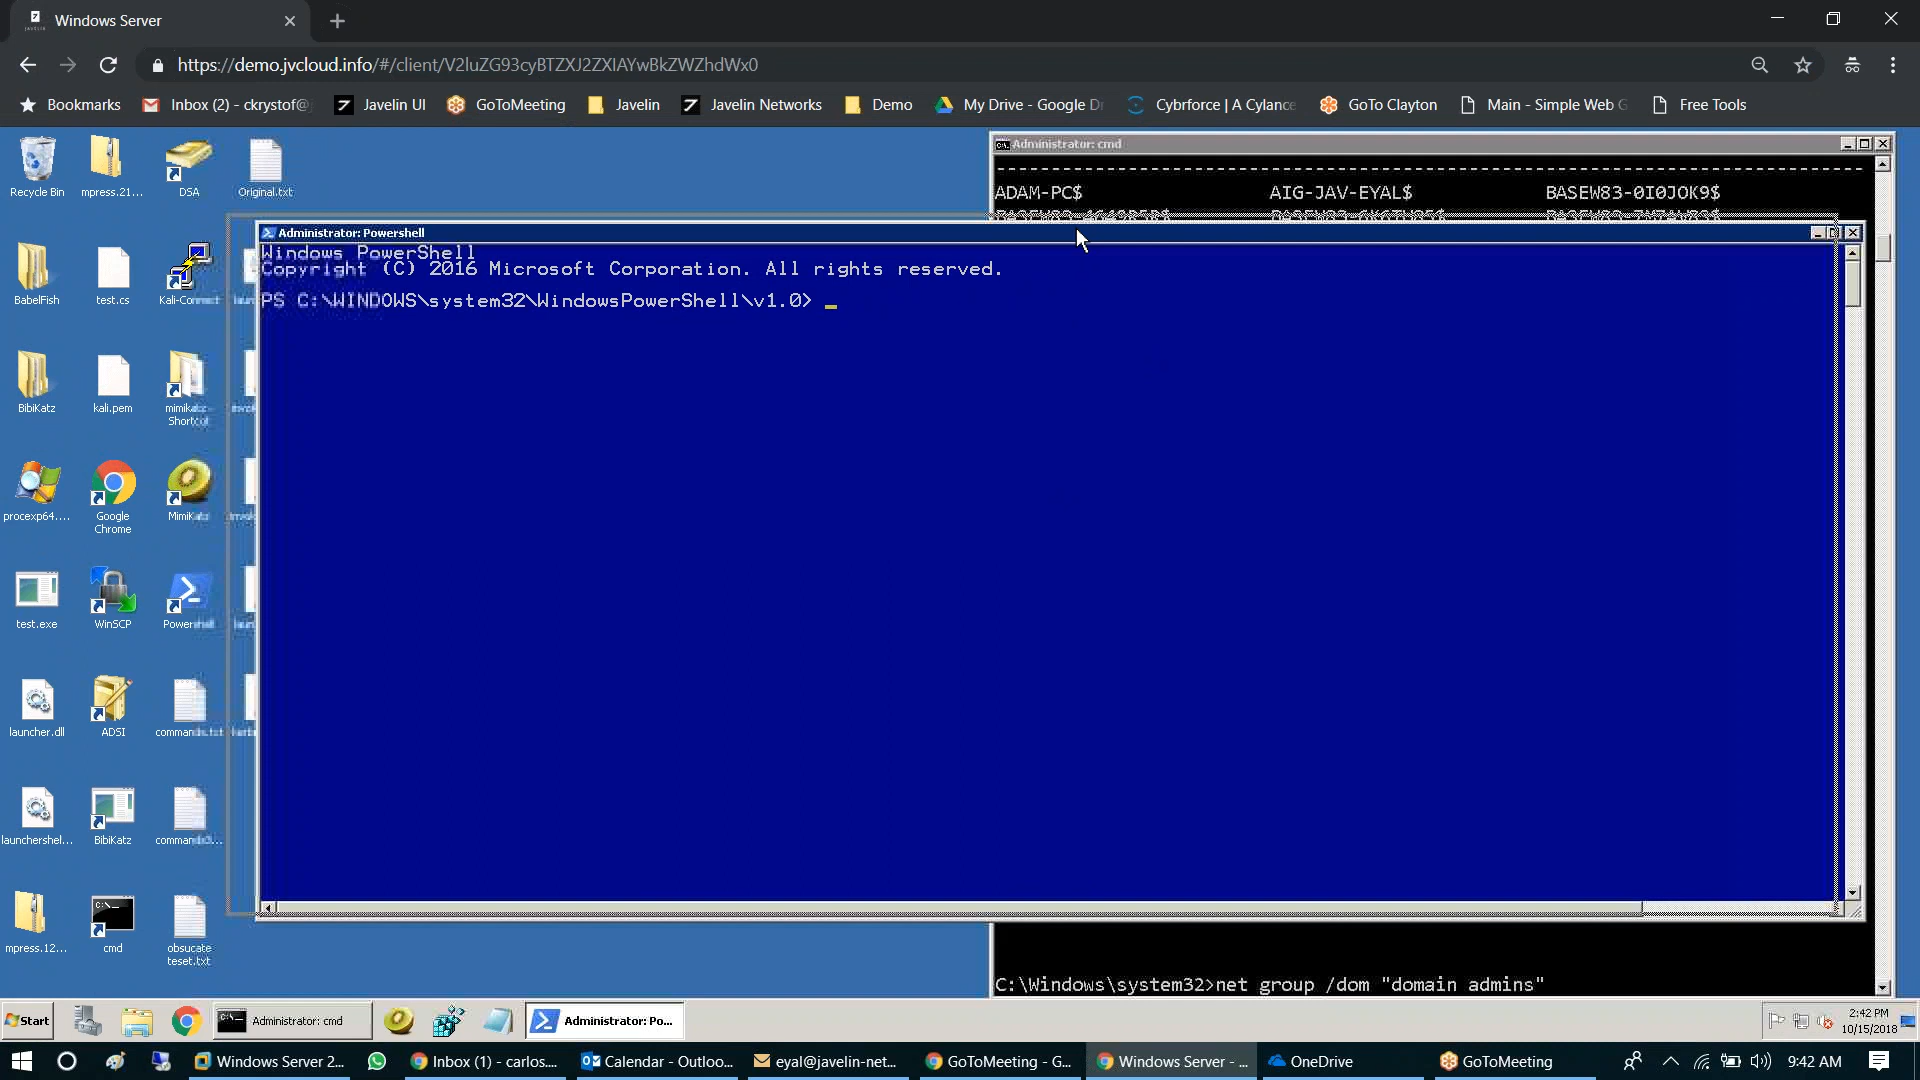 Windows Server
https://demo.jvcloud.info/#/client/V2luZG93cyBTZXJ2ZXIAYwBkZWZhdWx0
Bookmarks
Inbox (2) - ckrystof@
Javelin UI
GoToMeeting
Javelin
Javelin Networks
Demo
My Drive - Google Dr
Cybrforce | A Cylance
GoTo Clayton
Main - Simple Web G
Free Tools
Recycle Bin
mpress.21...
DSA
Original.txt
Administrator: cmd
ADAM-PC$ AIG-JAV-EYAL$ BASEW83-0I0JOK9$
Administrator: Powershell
Windows PowerShell
Copyright (C) 2016 Microsoft Corporation. All rights reserved.
PS C:\WINDOWS\system32\WindowsPowerShell\v1.0>
BabelFish
test.cs
Kali-Connect
BibiKatz
kali.pem
mimikatz - Shortcut
procexp64....
Google Chrome
MimiKatz
test.exe
WinSCP
Powershell
launcher.dll
ADSI
commands.txt
launchershel...
BibiKatz
mpress.12...
cmd
obsucate teset.txt
C:\Windows\system32>net group /dom "domain admins"
Start
Administrator: cmd
Administrator: Po...
2:42 PM
10/15/2018
Windows Server 2...
Inbox (1) - carlos....
Calendar - Outloo...
eyal@javelin-net...
GoToMeeting - G...
Windows Server - ...
OneDrive
GoToMeeting
9:42 AM